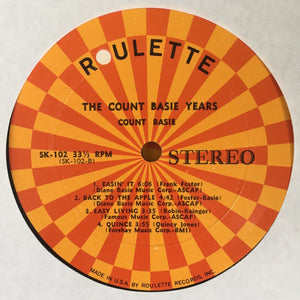 ROULETTE
THE COUNT BASIE YEARS
COUNT BASIE
SK-102 33⅓ RPM
(SK-102-B)
STEREO
1. EASIN' IT 6:06 (Frank Foster)
(Diane Basie Music Corp.-ASCAP)
2. BACK TO THE APPLE 4:42 (Foster-Basie)
(Diane Basie Music Corp.-ASCAP)
3. EASY LIVING 3:55 (Robin-Rainger)
(Famous Music Corp.-ASCAP)
4. QUINCE 3:55 (Quincy Jones)
(Forshay Music Corp.-BMI)
MADE IN U.S.A. BY ROULETTE RECORDS, INC.